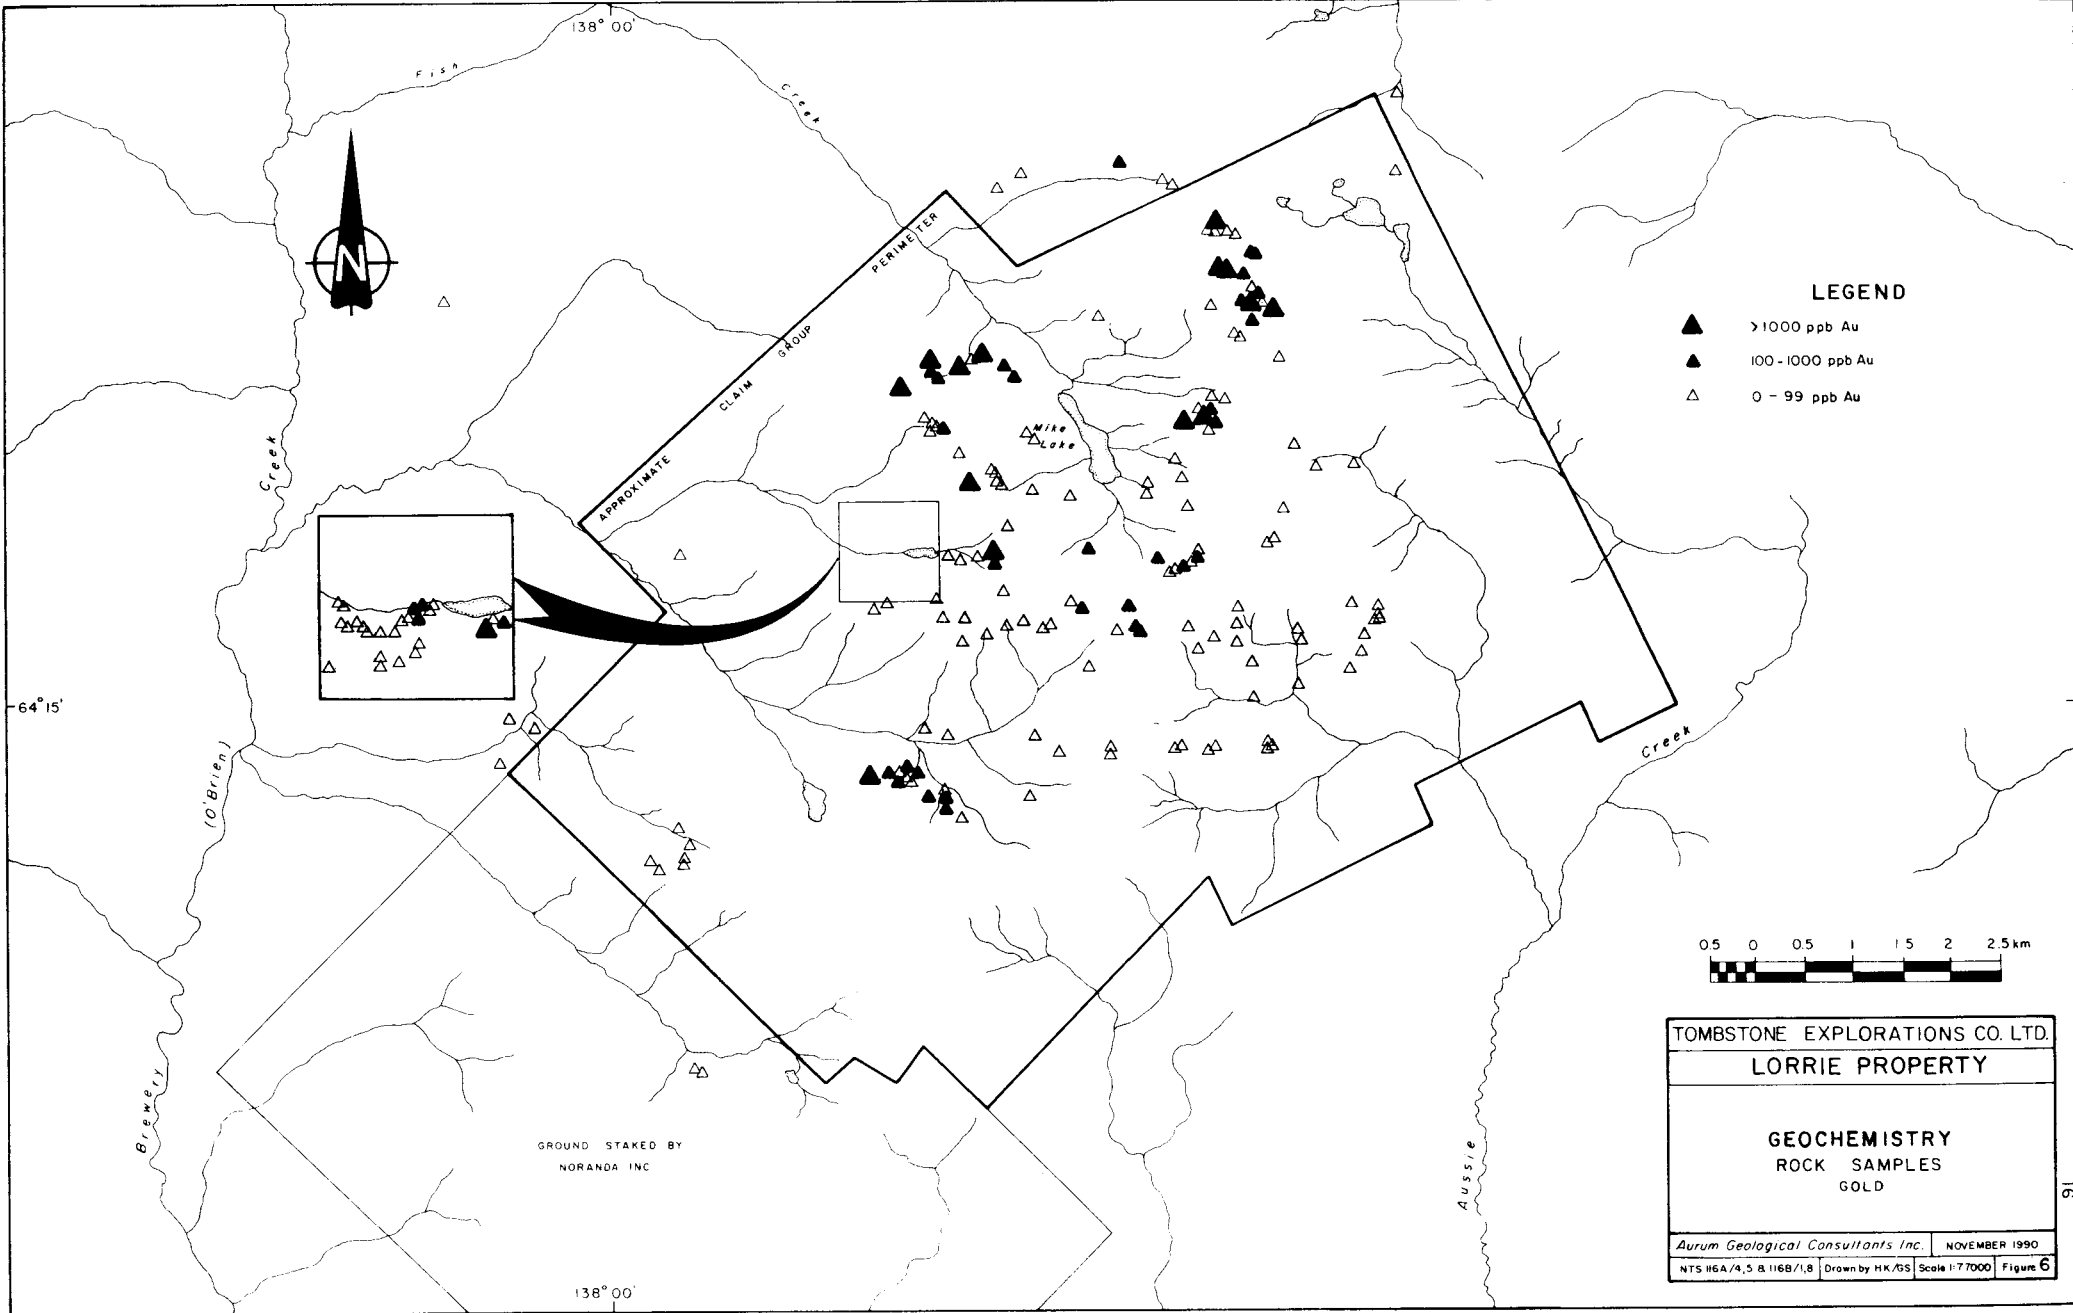 138° 00'
Fish
Creek
N
APPROXIMATE CLAIM GROUP PERIMETER
LEGEND
>1000 ppb Au
100-1000 ppb Au
0 - 99 ppb Au
Creek
Mike
Lake
64° 15'
(O'Brien)
Creek
Brewery
Aussie
GROUND STAKED BY
NORANDA INC
0.5 0 0.5 1 1 5 2 2.5 km
TOMBSTONE EXPLORATIONS CO. LTD.
LORRIE PROPERTY
GEOCHEMISTRY
ROCK SAMPLES
GOLD
Aurum Geological Consultants Inc. NOVEMBER 1990
NTS 116A/4,5 & 116B/1,8 Drawn by HK/GS Scale 1:77000 Figure 6
16
138° 00'